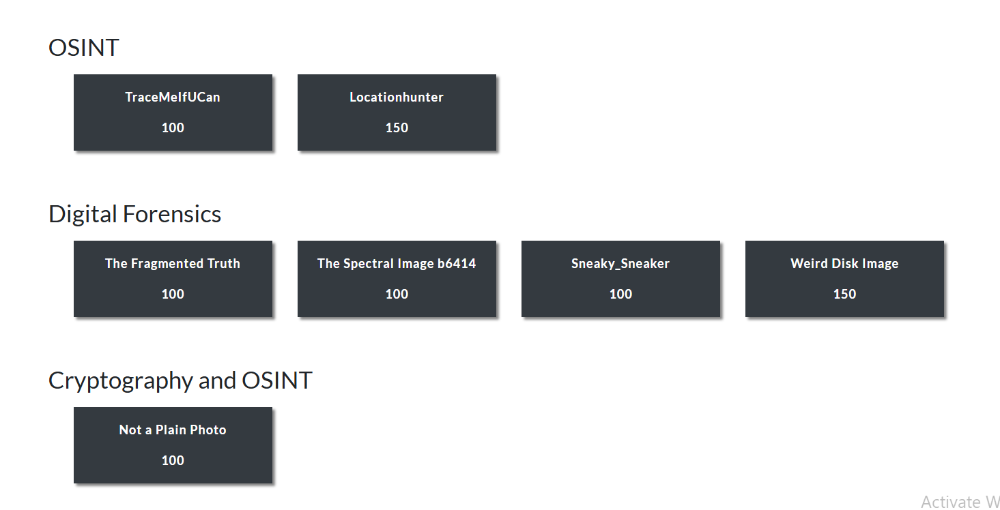 OSINT
TraceMeIfUCan
100
Locationhunter
150
Digital Forensics
The Fragmented Truth
100
The Spectral Image b6414
100
Sneaky_Sneaker
100
Weird Disk Image
150
Cryptography and OSINT
Not a Plain Photo
100
Activate W